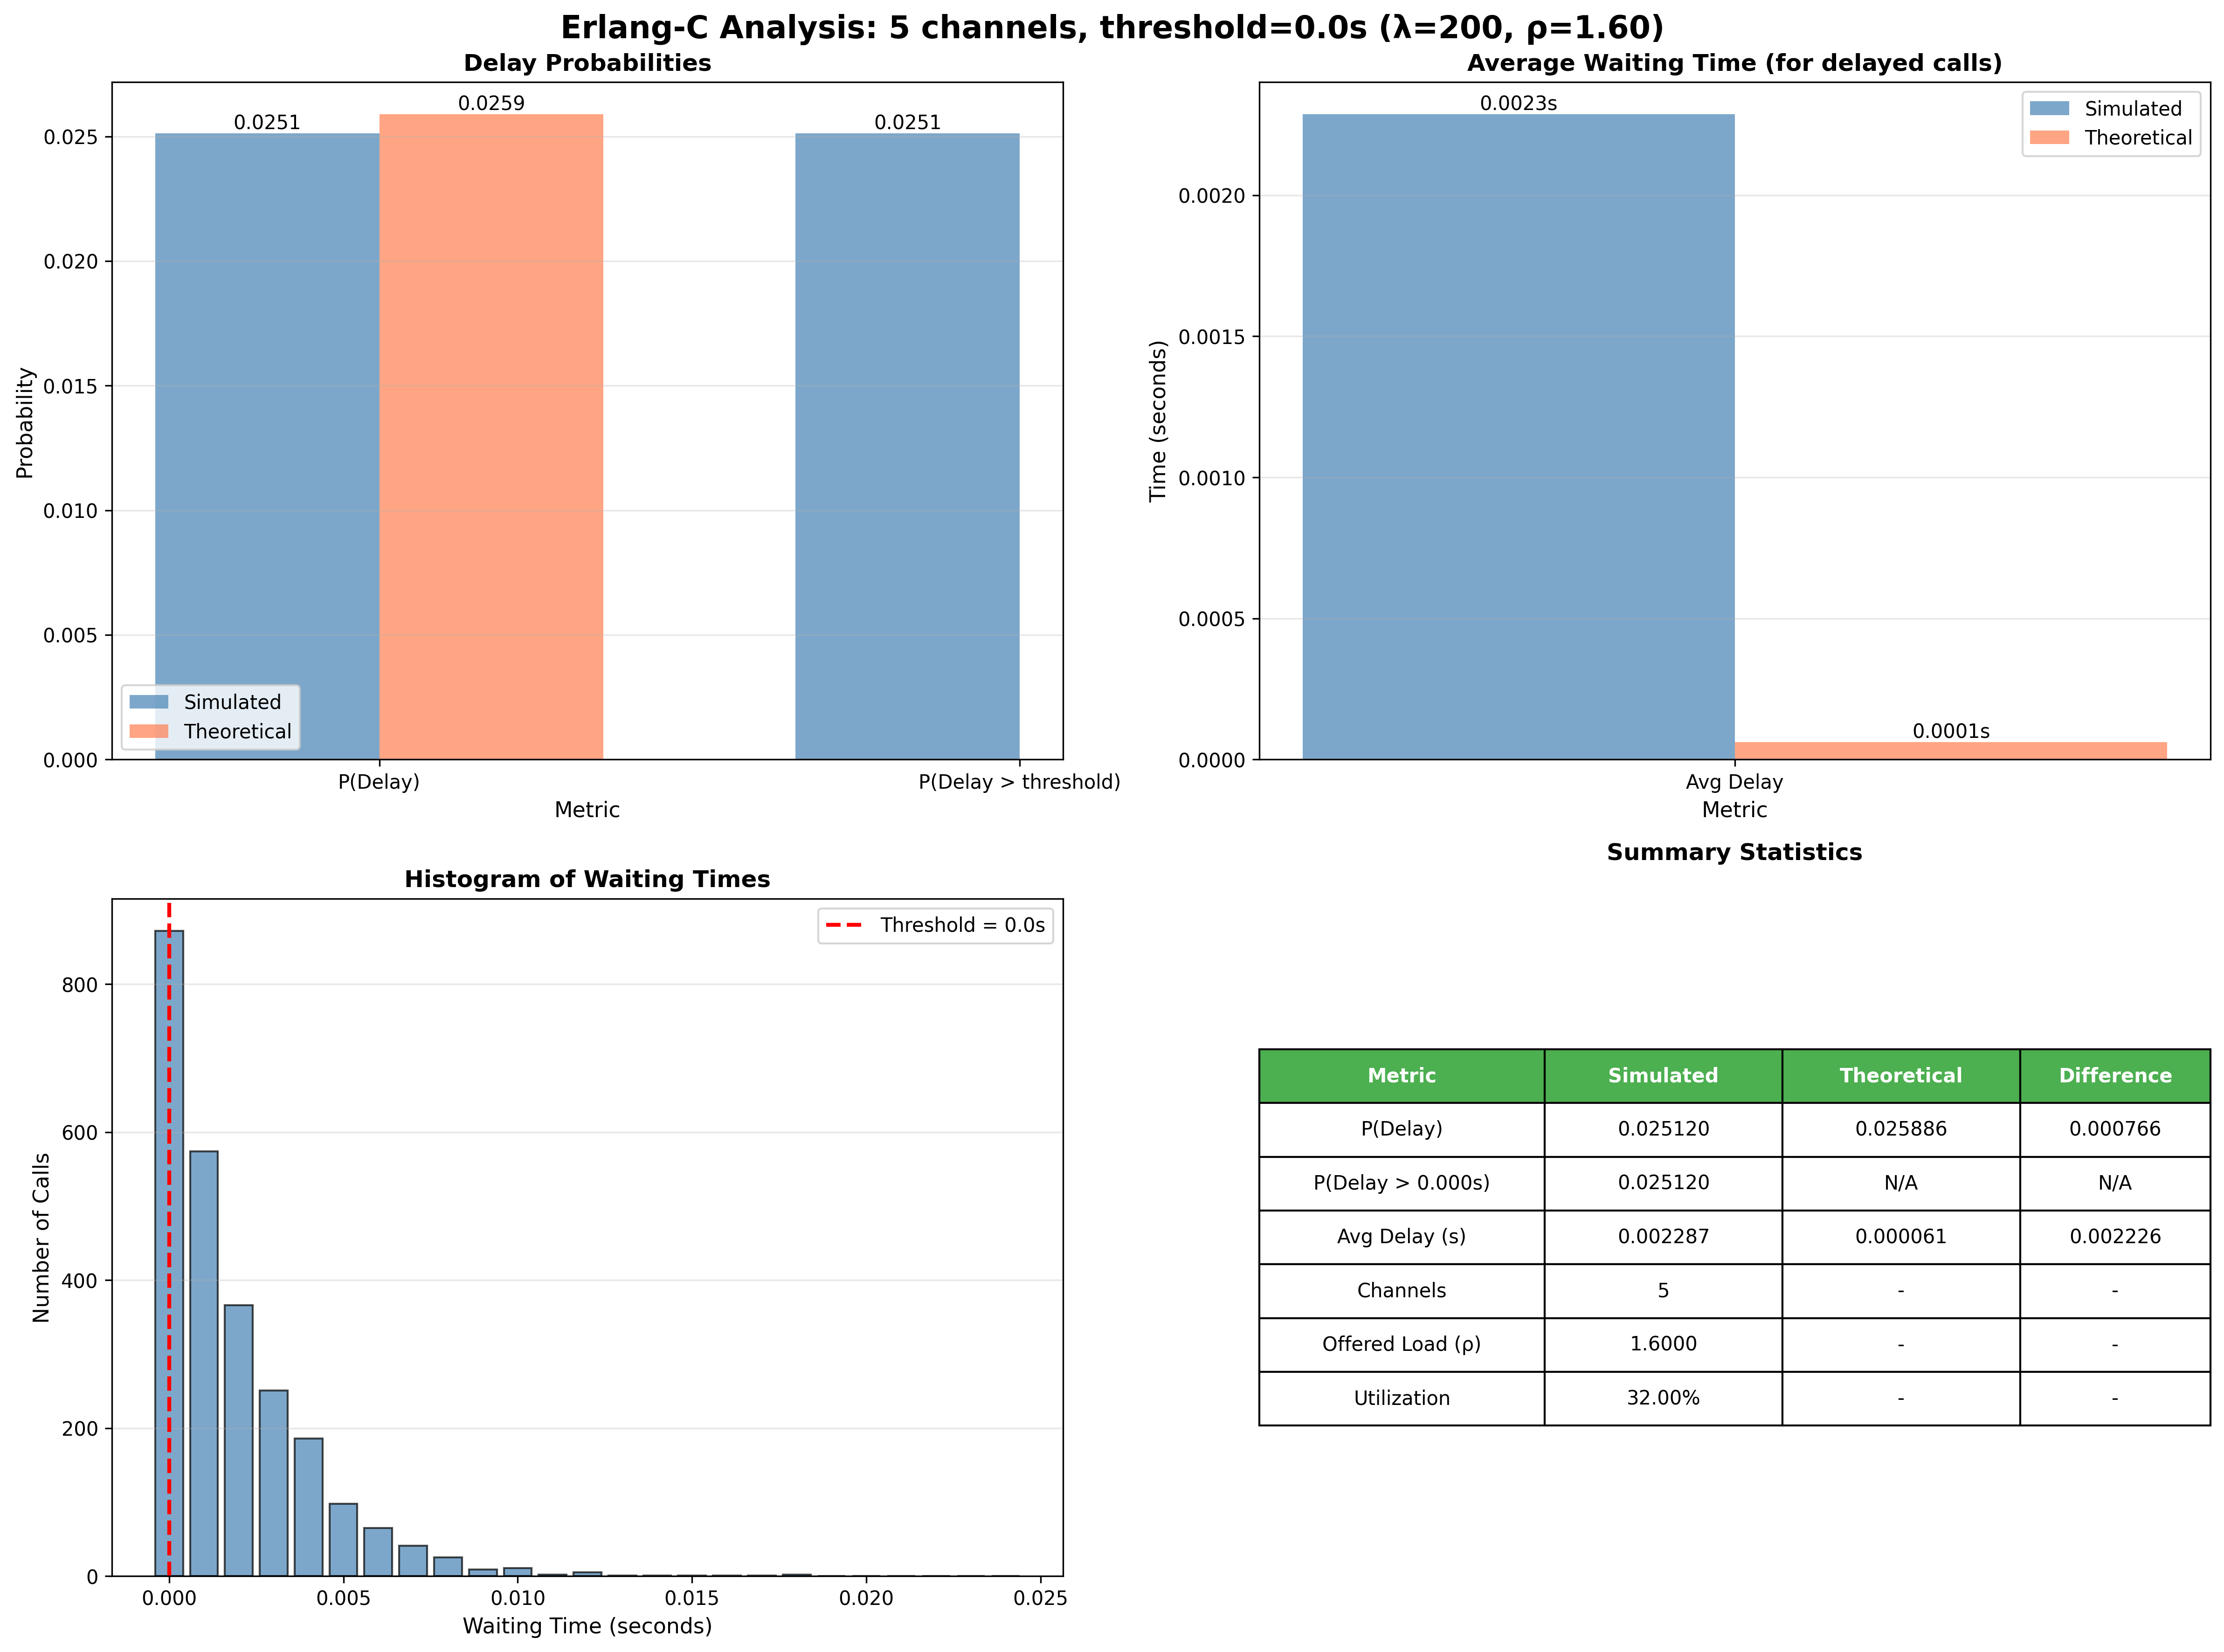 Erlang-C Analysis: 5 channels, threshold=0.0s (λ=200, ρ=1.60)
Delay Probabilities
0.0251
0.0259
0.0251
0.025
0.020
0.015
0.010
0.005
0.000
Probability
Simulated
Theoretical
P(Delay)
P(Delay > threshold)
Metric
Average Waiting Time (for delayed calls)
0.0023s
Simulated
Theoretical
0.0020
0.0015
0.0010
0.0005
0.0000
Time (seconds)
0.0001s
Avg Delay
Metric
Histogram of Waiting Times
Threshold = 0.0s
800
600
400
200
0
Number of Calls
0.000
0.005
0.010
0.015
0.020
0.025
Waiting Time (seconds)
Summary Statistics
Metric Simulated Theoretical Difference
P(Delay) 0.025120 0.025886 0.000766
P(Delay > 0.000s) 0.025120 N/A N/A
Avg Delay (s) 0.002287 0.000061 0.002226
Channels 5 - -
Offered Load (ρ) 1.6000 - -
Utilization 32.00% - -